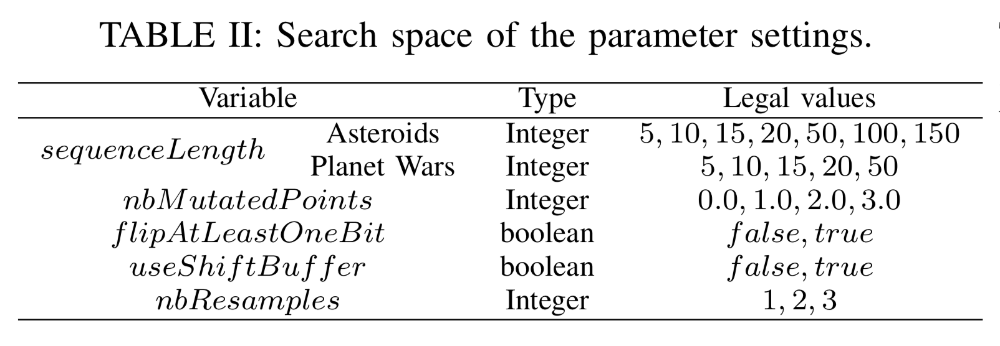 TABLE II: Search space of the parameter settings.
Variable Type Legal values
sequenceLength Asteroids Integer 5, 10, 15, 20, 50, 100, 150
Planet Wars Integer 5, 10, 15, 20, 50
nbMutatedPoints Integer 0.0, 1.0, 2.0, 3.0
flipAtLeastOneBit boolean false, true
useShiftBuffer boolean false, true
nbResamples Integer 1, 2, 3